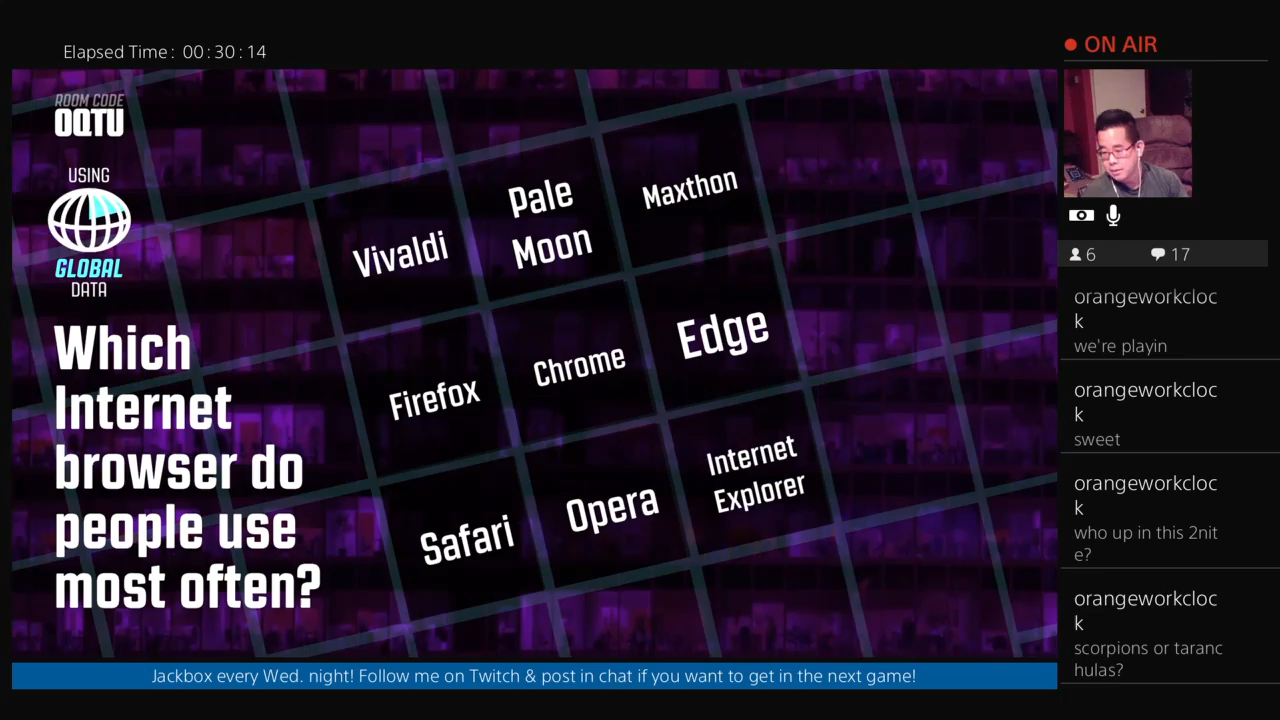 Elapsed Time: 00:30:14
ON AIR
ROOM CODE
OQTU
USING
GLOBAL
DATA
Which
Internet
browser do
people use
most often?
Vivaldi
Pale
Moon
Maxthon
Firefox
Chrome
Edge
Safari
Opera
Internet
Explorer
6
17
orangeworkcloc
k
we're playin
orangeworkcloc
k
sweet
orangeworkcloc
k
who up in this 2nit
e?
orangeworkcloc
k
scorpions or taranc
hulas?
Jackbox every Wed. night! Follow me on Twitch & post in chat if you want to get in the next game!